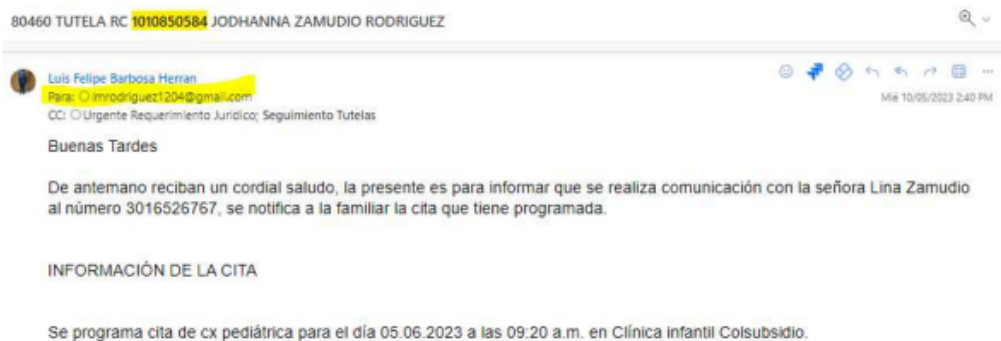 80460 TUTELA RC 1010850584 JODHANNA ZAMUDIO RODRIGUEZ
Luis Felipe Barbosa Herran
Para: imrodriguez1204@gmail.com
Mié 10/05/2023 2:40 PM
CC: Urgente Requerimiento Juridico; Seguimiento Tutelas
Buenas Tardes
De antemano reciban un cordial saludo, la presente es para informar que se realiza comunicación con la señora Lina Zamudio
al número 3016526767, se notifica a la familiar la cita que tiene programada.
INFORMACIÓN DE LA CITA
Se programa cita de cx pediátrica para el día 05.06.2023 a las 09:20 a.m. en Clínica infantil Colsubsidio.